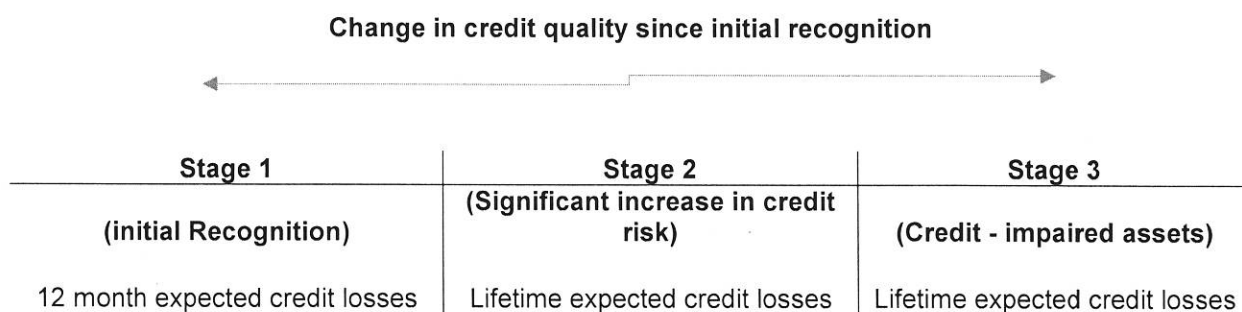 Change in credit quality since initial recognition
Stage 1 Stage 2 Stage 3
(initial Recognition) (Significant increase in credit risk) (Credit - impaired assets)
12 month expected credit losses Lifetime expected credit losses Lifetime expected credit losses